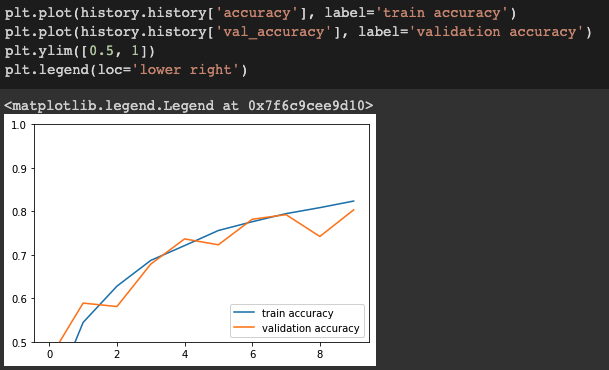 plt.plot(history.history['accuracy'], label='train accuracy')
plt.plot(history.history['val_accuracy'], label='validation accuracy')
plt.ylim([0.5, 1])
plt.legend(loc='lower right')
<matplotlib.legend.Legend at 0x7f6c9cee9d10>
1.0
0.9
0.8
0.7
0.6
0.5
train accuracy
validation accuracy
0 2 4 6 8